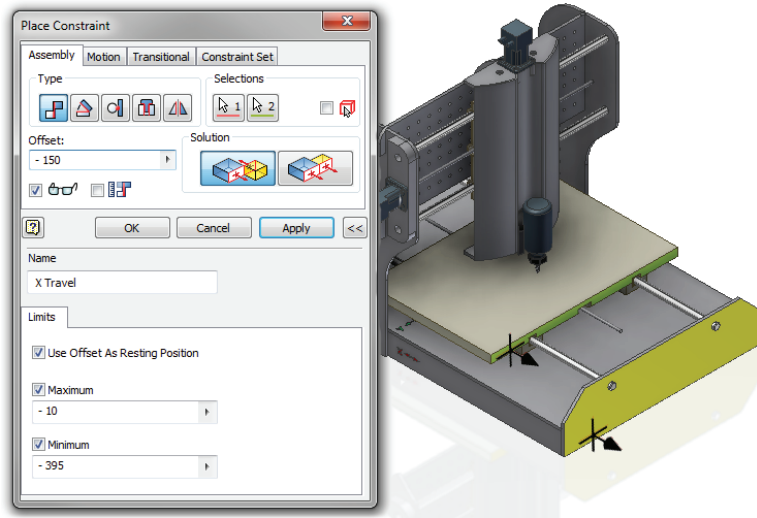 Place Constraint
Assembly Motion Transitional Constraint Set
Type
Selections
1 2
Offset:
Solution
- 150
? OK Cancel Apply <<
Name
X Travel
Limits
Use Offset As Resting Position
Maximum
- 10
Minimum
- 395